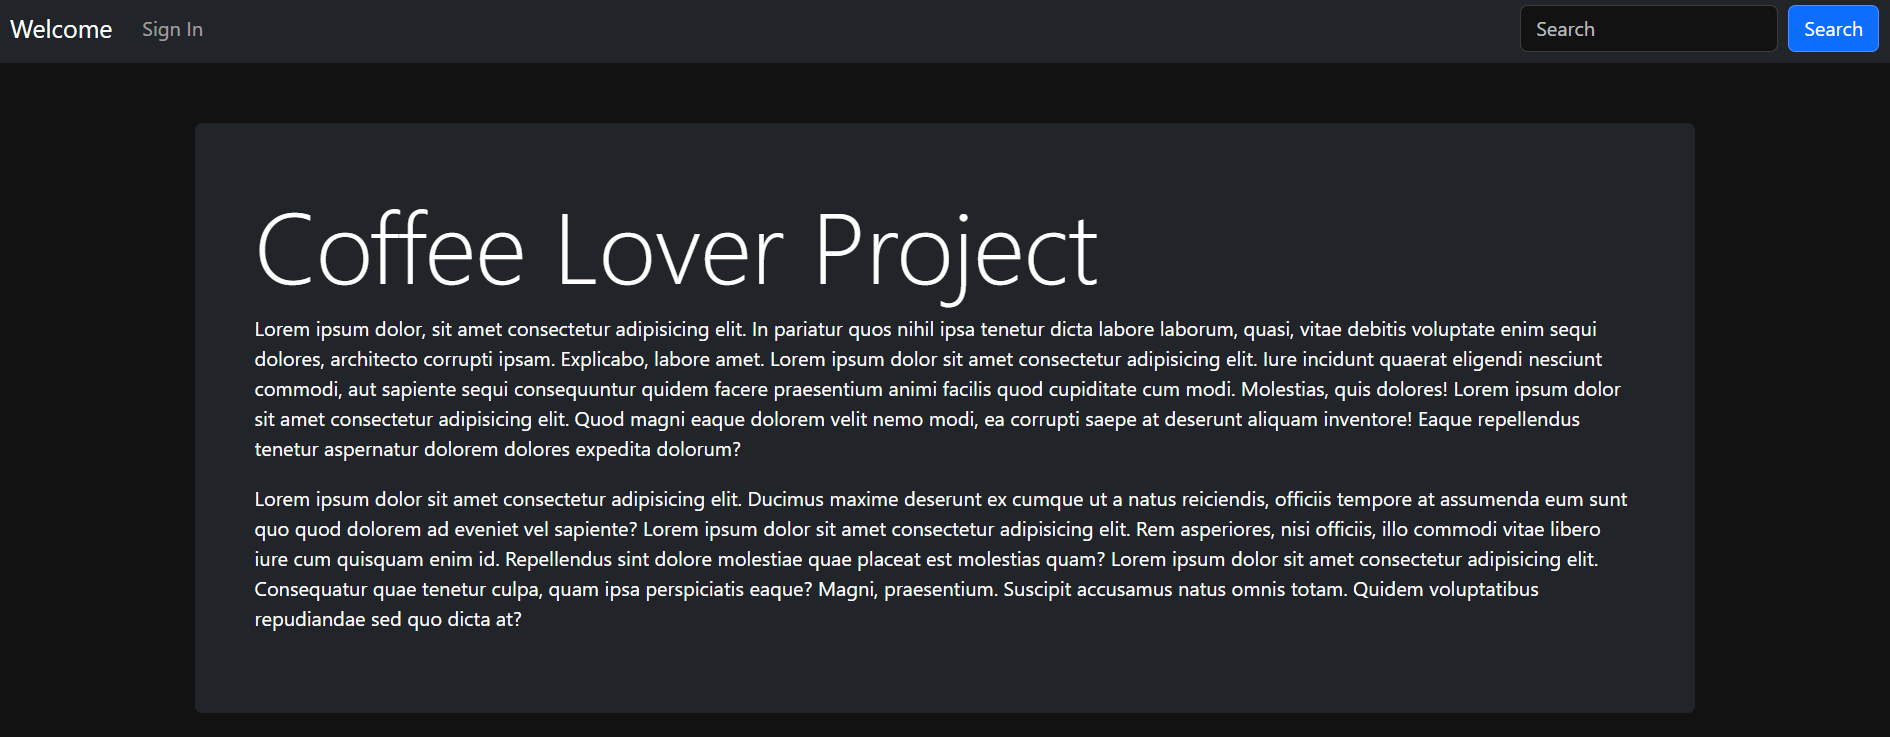 Welcome
Sign In
Search
Search
Coffee Lover Project
Lorem ipsum dolor, sit amet consectetur adipisicing elit. In pariatur quos nihil ipsa tenetur dicta labore laborum, quasi, vitae debitis voluptate enim sequi
dolores, architecto corrupti ipsam. Explicabo, labore amet. Lorem ipsum dolor sit amet consectetur adipisicing elit. Iure incidunt quaerat eligendi nesciunt
commodi, aut sapiente sequi consequuntur quidem facere praesentium animi facilis quod cupiditate cum modi. Molestias, quis dolores! Lorem ipsum dolor
sit amet consectetur adipisicing elit. Quod magni eaque dolorem velit nemo modi, ea corrupti saepe at deserunt aliquam inventore! Eaque repellendus
tenetur aspernatur dolorem dolores expedita dolorum?
Lorem ipsum dolor sit amet consectetur adipisicing elit. Ducimus maxime deserunt ex cumque ut a natus reiciendis, officiis tempore at assumenda eum sunt
quo quod dolorem ad eveniet vel sapiente? Lorem ipsum dolor sit amet consectetur adipisicing elit. Rem asperiores, nisi officiis, illo commodi vitae libero
iure cum quisquam enim id. Repellendus sint dolore molestiae quae placeat est molestias quam? Lorem ipsum dolor sit amet consectetur adipisicing elit.
Consequatur quae tenetur culpa, quam ipsa perspiciatis eaque? Magni, praesentium. Suscipit accusamus natus omnis totam. Quidem voluptatibus
repudiandae sed quo dicta at?